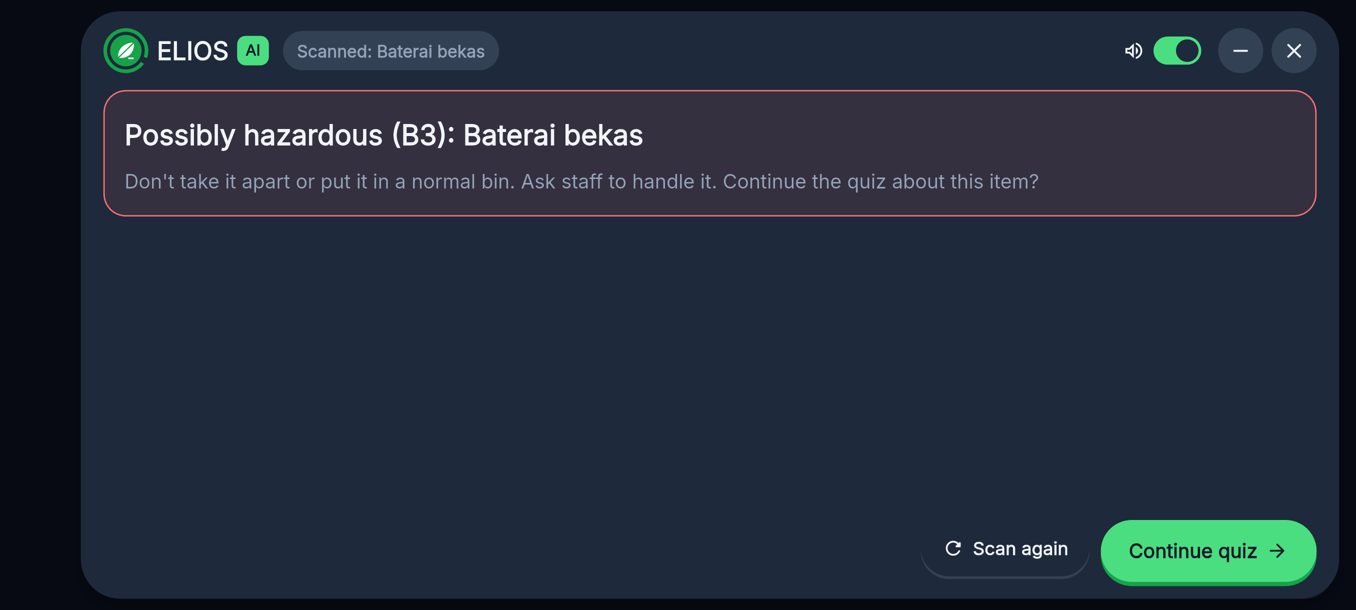 ELIOS AI Scanned: Baterai bekas
Possibly hazardous (B3): Baterai bekas
Don't take it apart or put it in a normal bin. Ask staff to handle it. Continue the quiz about this item?
Scan again
Continue quiz →